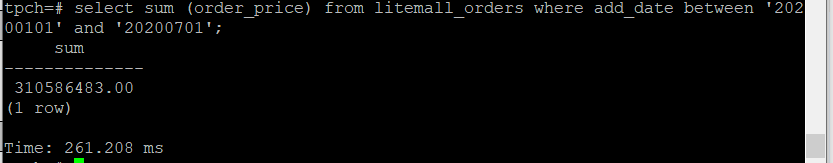 tpch=# select sum (order_price) from litemall_orders where add_date between '202
00101' and '20200701';
sum
--------------
310586483.00
(1 row)
Time: 261.208 ms